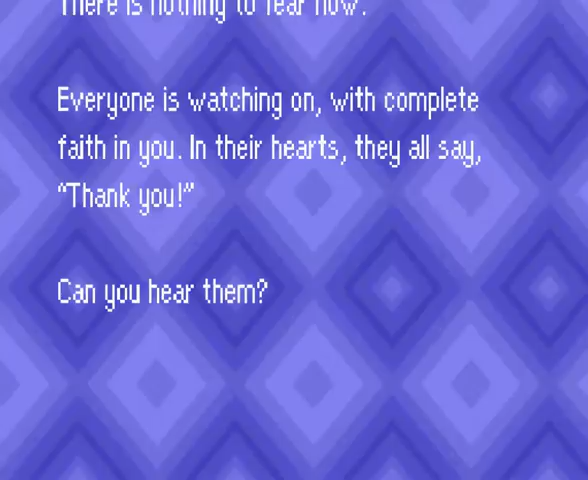 There is nothing to fear now.
Everyone is watching on, with complete
faith in you. In their hearts, they all say,
“Thank you!”
Can you hear them?